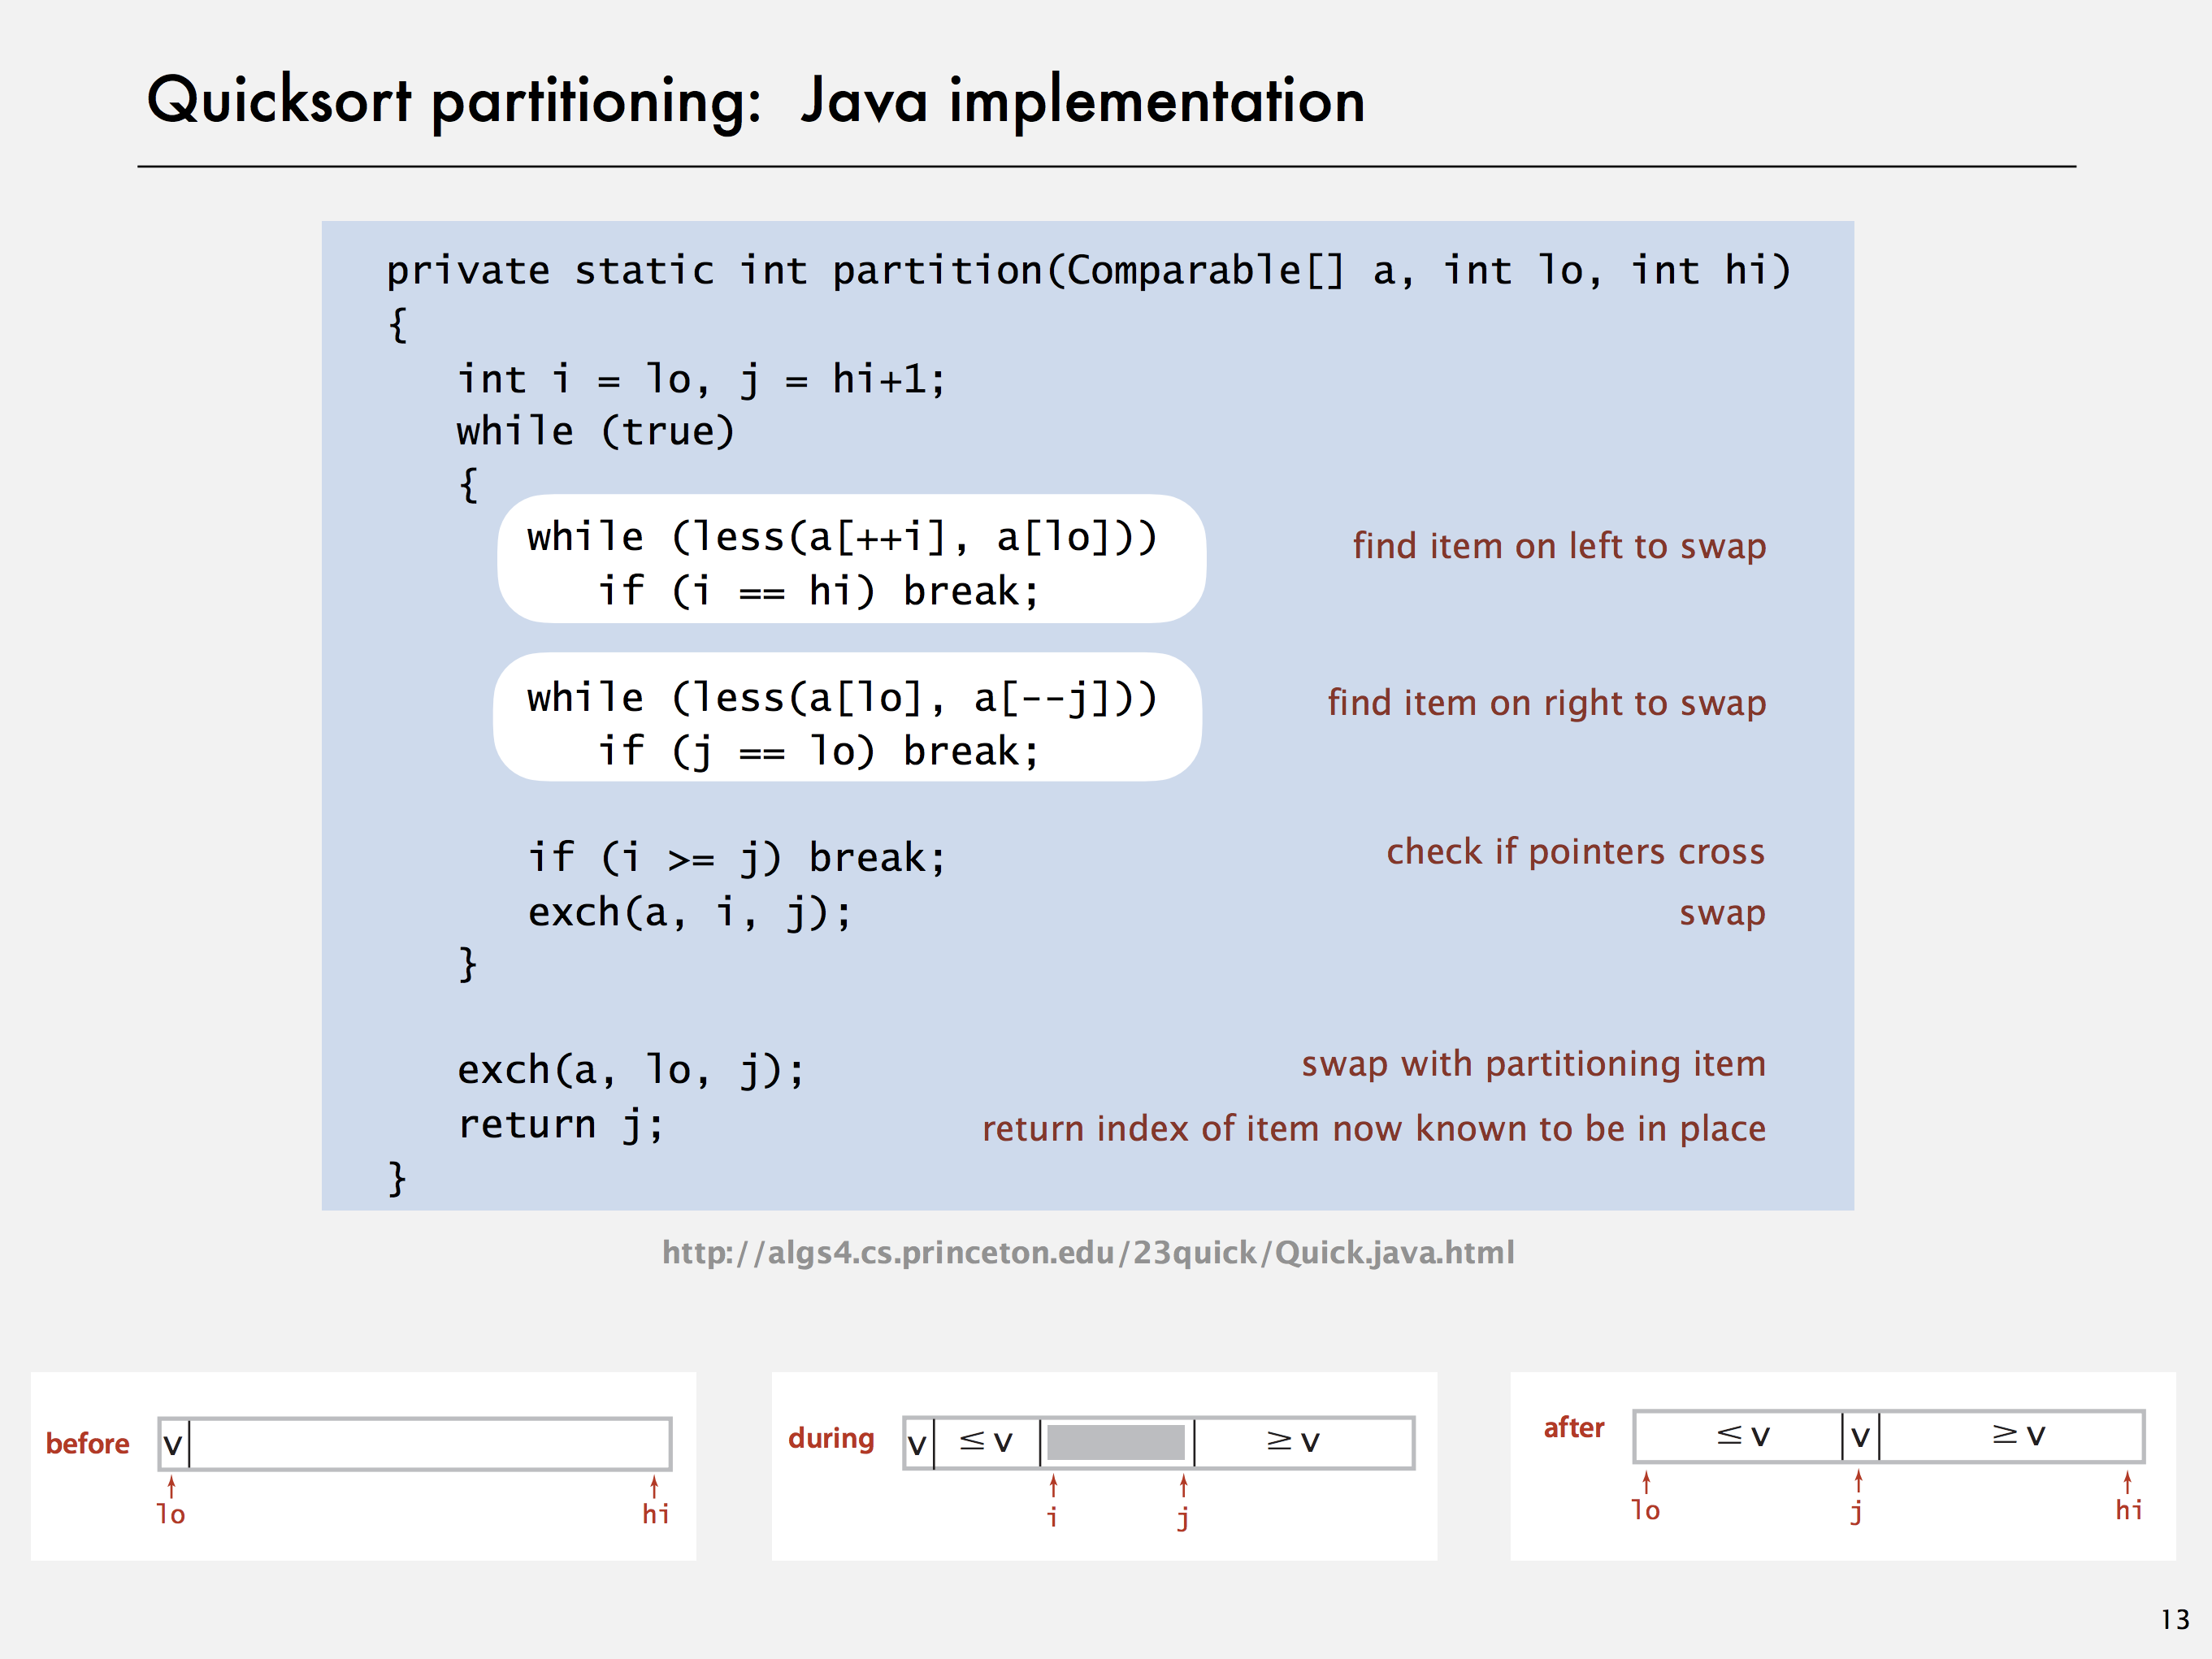 Quicksort partitioning:  Java implementation
private static int partition(Comparable[] a, int lo, int hi)
{
   int i = lo, j = hi+1;
   while (true)
   {
      while (less(a[++i], a[lo]))   find item on left to swap
         if (i == hi) break;
      while (less(a[lo], a[--j]))   find item on right to swap
         if (j == lo) break;
      if (i >= j) break;   check if pointers cross
      exch(a, i, j);   swap
   }
   exch(a, lo, j);   swap with partitioning item
   return j;   return index of item now known to be in place
}
http://algs4.cs.princeton.edu/23quick/Quick.java.html
before v
lo hi
during v ≤ v ≥ v
i j
after ≤ v v ≥ v
lo j hi
13